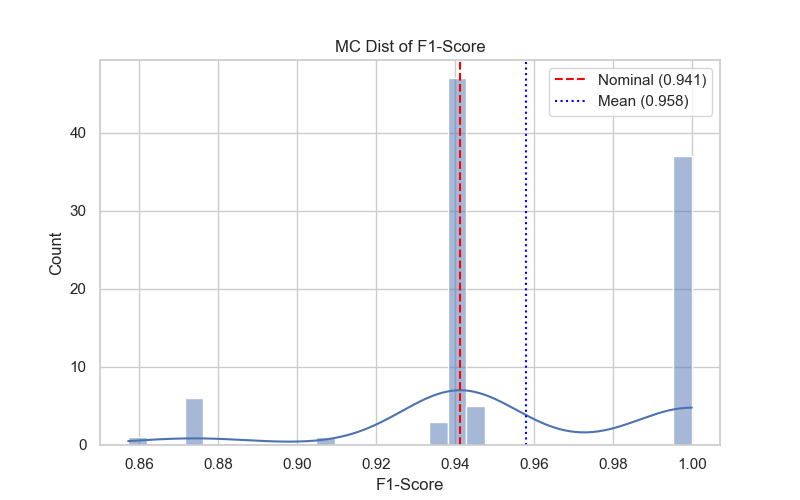 MC Dist of F1-Score
Nominal (0.941)
Mean (0.958)
Count
40
30
20
10
0
0.86 0.88 0.90 0.92 0.94 0.96 0.98 1.00
F1-Score